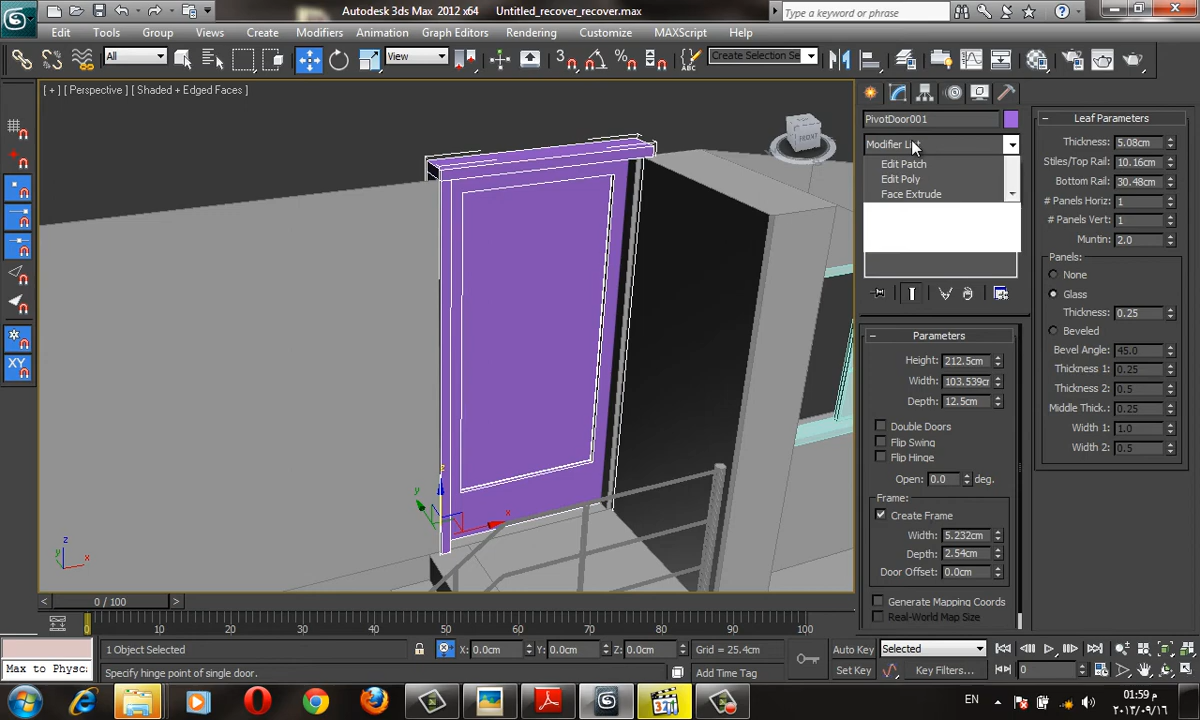 Autodesk 3ds Max 2012 x64 Untitled_recover_recover.max
Type a keyword or phrase
Edit Tools Group Views Create Modifiers Animation Graph Editors Rendering Customize MAXScript Help
All View Create Selection Se
[ + ] [ Perspective ] [ Shaded + Edged Faces ]
FRONT
PivotDoor001
Modifier Li
Edit Patch
Edit Poly
Face Extrude
Parameters
Height: 212.5cm
Width: 103.539cr
Depth: 12.5cm
Double Doors
Flip Swing
Flip Hinge
Open: 0.0 deg.
Frame:
Create Frame
Width: 5.232cm
Depth: 2.54cm
Door Offset: 0.0cm
Generate Mapping Coords
Real-World Map Size
Leaf Parameters
Thickness: 5.08cm
Stiles/Top Rail: 10.16cm
Bottom Rail: 30.48cm
# Panels Horiz: 1
# Panels Vert: 1
Muntin: 2.0
Panels:
None
Glass
Thickness: 0.25
Beveled
Bevel Angle: 45.0
Thickness 1: 0.25
Thickness 2: 0.5
Middle Thick.: 0.25
Width 1: 1.0
Width 2: 0.5
z
y
x
z
y
x
XY
< 0 / 100 >
0 10 20 30 40 50 60 70 80 90 100
1 Object Selected X: 0.0cm Y: 0.0cm Z: 0.0cm Grid = 25.4cm Auto Key Selected
Max to Physc Specify hinge point of single door. Add Time Tag Set Key Key Filters... 0
321
EN
م 01:59
٢٠١٣/٠٩/١٦